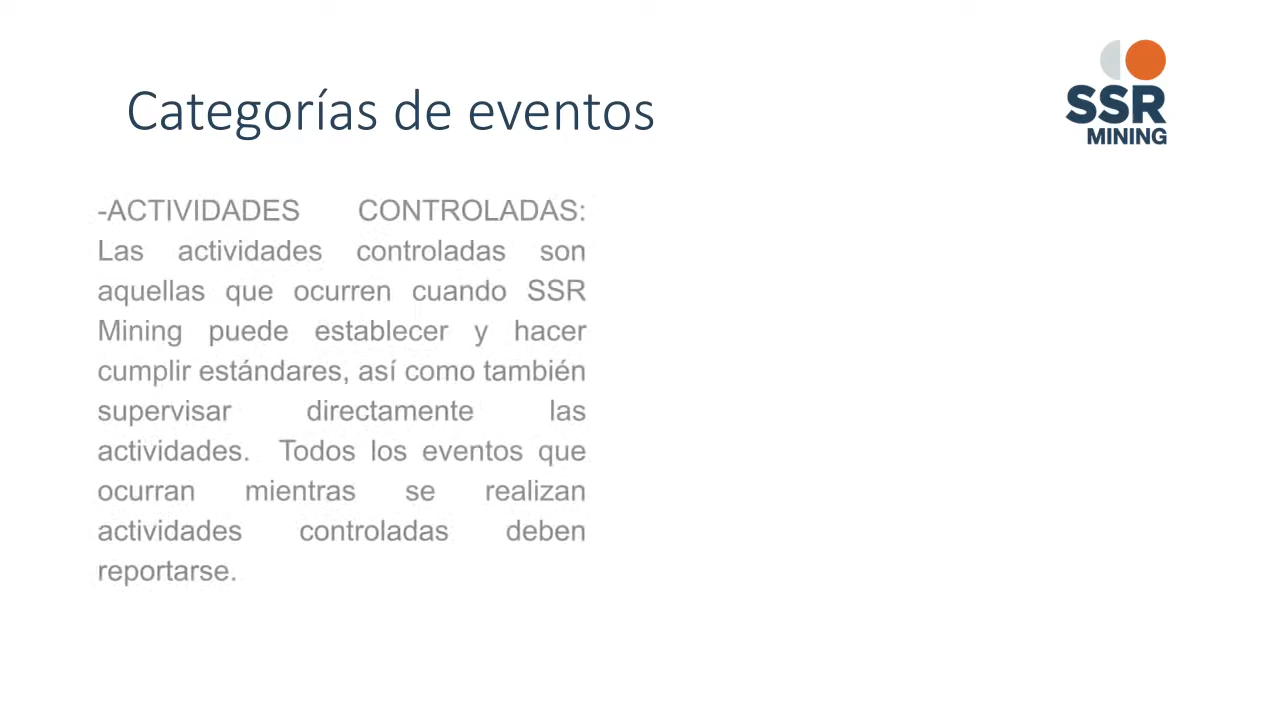 Categorías de eventos
SSR
MINING
-ACTIVIDADES CONTROLADAS:
Las actividades controladas son
aquellas que ocurren cuando SSR
Mining puede establecer y hacer
cumplir estándares, así como también
supervisar directamente las
actividades. Todos los eventos que
ocurran mientras se realizan
actividades controladas deben
reportarse.